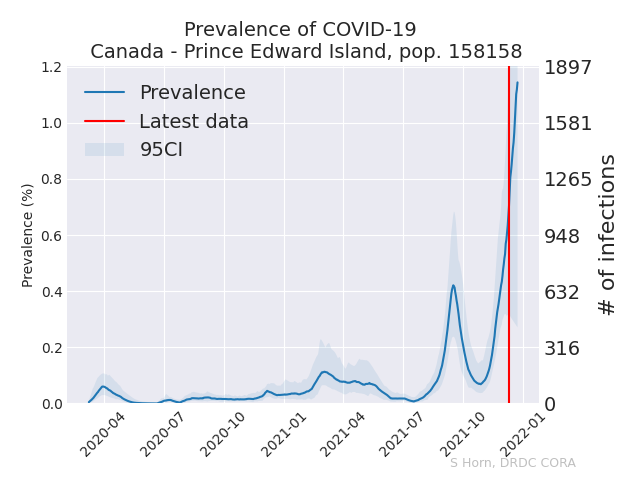 Prevalence of COVID-19
Canada - Prince Edward Island, pop. 158158
Prevalence
Latest data
95CI
Prevalence (%)
1.2
1.0
0.8
0.6
0.4
0.2
0.0
1897
1581
1265
948
632
316
0
# of infections
2020-04
2020-07
2020-10
2021-01
2021-04
2021-07
2021-10
2022-01
S Horn, DRDC CORA